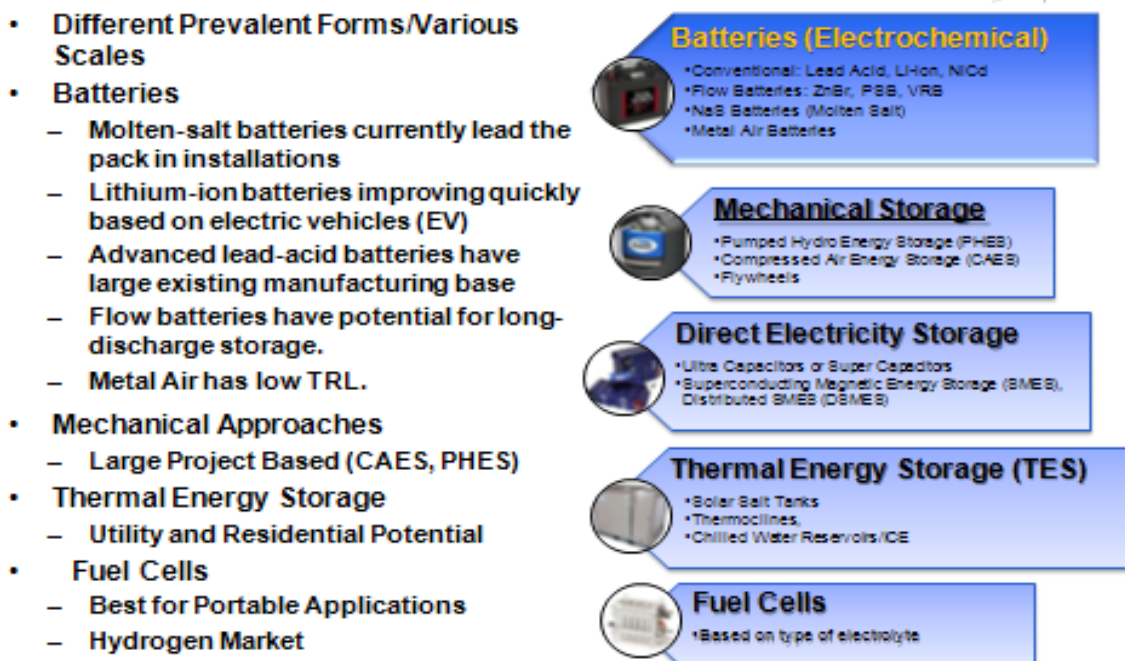 • Different Prevalent Forms/Various
Scales
• Batteries
– Molten-salt batteries currently lead the
pack in installations
– Lithium-ion batteries improving quickly
based on electric vehicles (EV)
– Advanced lead-acid batteries have
large existing manufacturing base
– Flow batteries have potential for long-
discharge storage.
– Metal Air has low TRL.
• Mechanical Approaches
– Large Project Based (CAES, PHES)
• Thermal Energy Storage
– Utility and Residential Potential
• Fuel Cells
– Best for Portable Applications
– Hydrogen Market
Batteries (Electrochemical)
•Conventional: Lead Acid, Li-Ion, NiCd
•Flow Batteries: ZnBr, PSB, VRB
•NaS Batteries (Molten Salt)
•Metal Air Batteries
Mechanical Storage
•Pumped Hydro Energy Storage (PHES)
•Compressed Air Energy Storage (CAES)
•Flywheels
Direct Electricity Storage
•Ultra Capacitors or Super Capacitors
•Superconducting Magnetic Energy Storage (SMES),
Distributed SMES (DSMES)
Thermal Energy Storage (TES)
•Solar Salt Tanks
•Thermoclines,
•Chilled Water Reservoirs/ICE
Fuel Cells
•Based on type of electrolyte